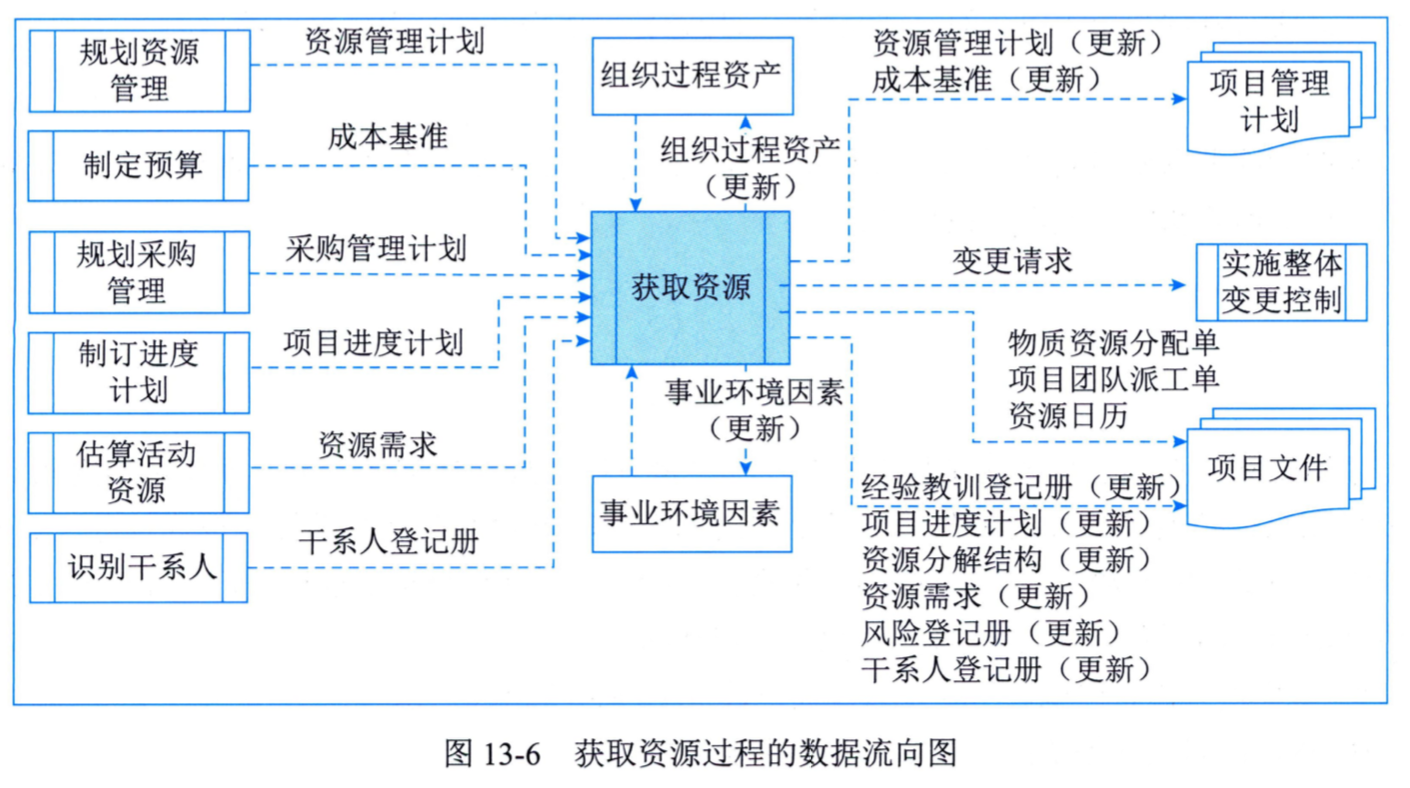 规划资源
管理
资源管理计划
制定预算
成本基准
规划采购
管理
采购管理计划
制订进度
计划
项目进度计划
估算活动
资源
资源需求
识别干系人
干系人登记册
组织过程资产
组织过程资产
（更新）
获取资源
事业环境因素
（更新）
事业环境因素
资源管理计划（更新）
成本基准（更新）
项目管理
计划
变更请求
实施整体
变更控制
物质资源分配单
项目团队派工单
资源日历
项目文件
经验教训登记册（更新）
项目进度计划（更新）
资源分解结构（更新）
资源需求（更新）
风险登记册（更新）
干系人登记册（更新）
图 13-6 获取资源过程的数据流向图